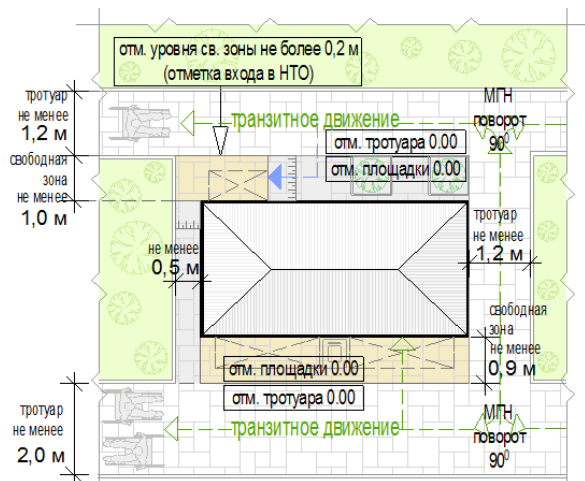 отм. уровня св. зоны не более 0,2 м
(отметка входа в НТО)
тротуар
не менее
1,2 м
МГН
поворот
90⁰
транзитное движение
отм. тротуара 0.00
отм. площадки 0.00
свободная
зона
не менее
1,0 м
не менее
0,5 м
тротуар
не менее
1,2 м
свободная
зона
не менее
0,9 м
отм. площадки 0.00
отм. тротуара 0.00
тротуар
не менее
2,0 м
транзитное движение
МГН
поворот
90⁰